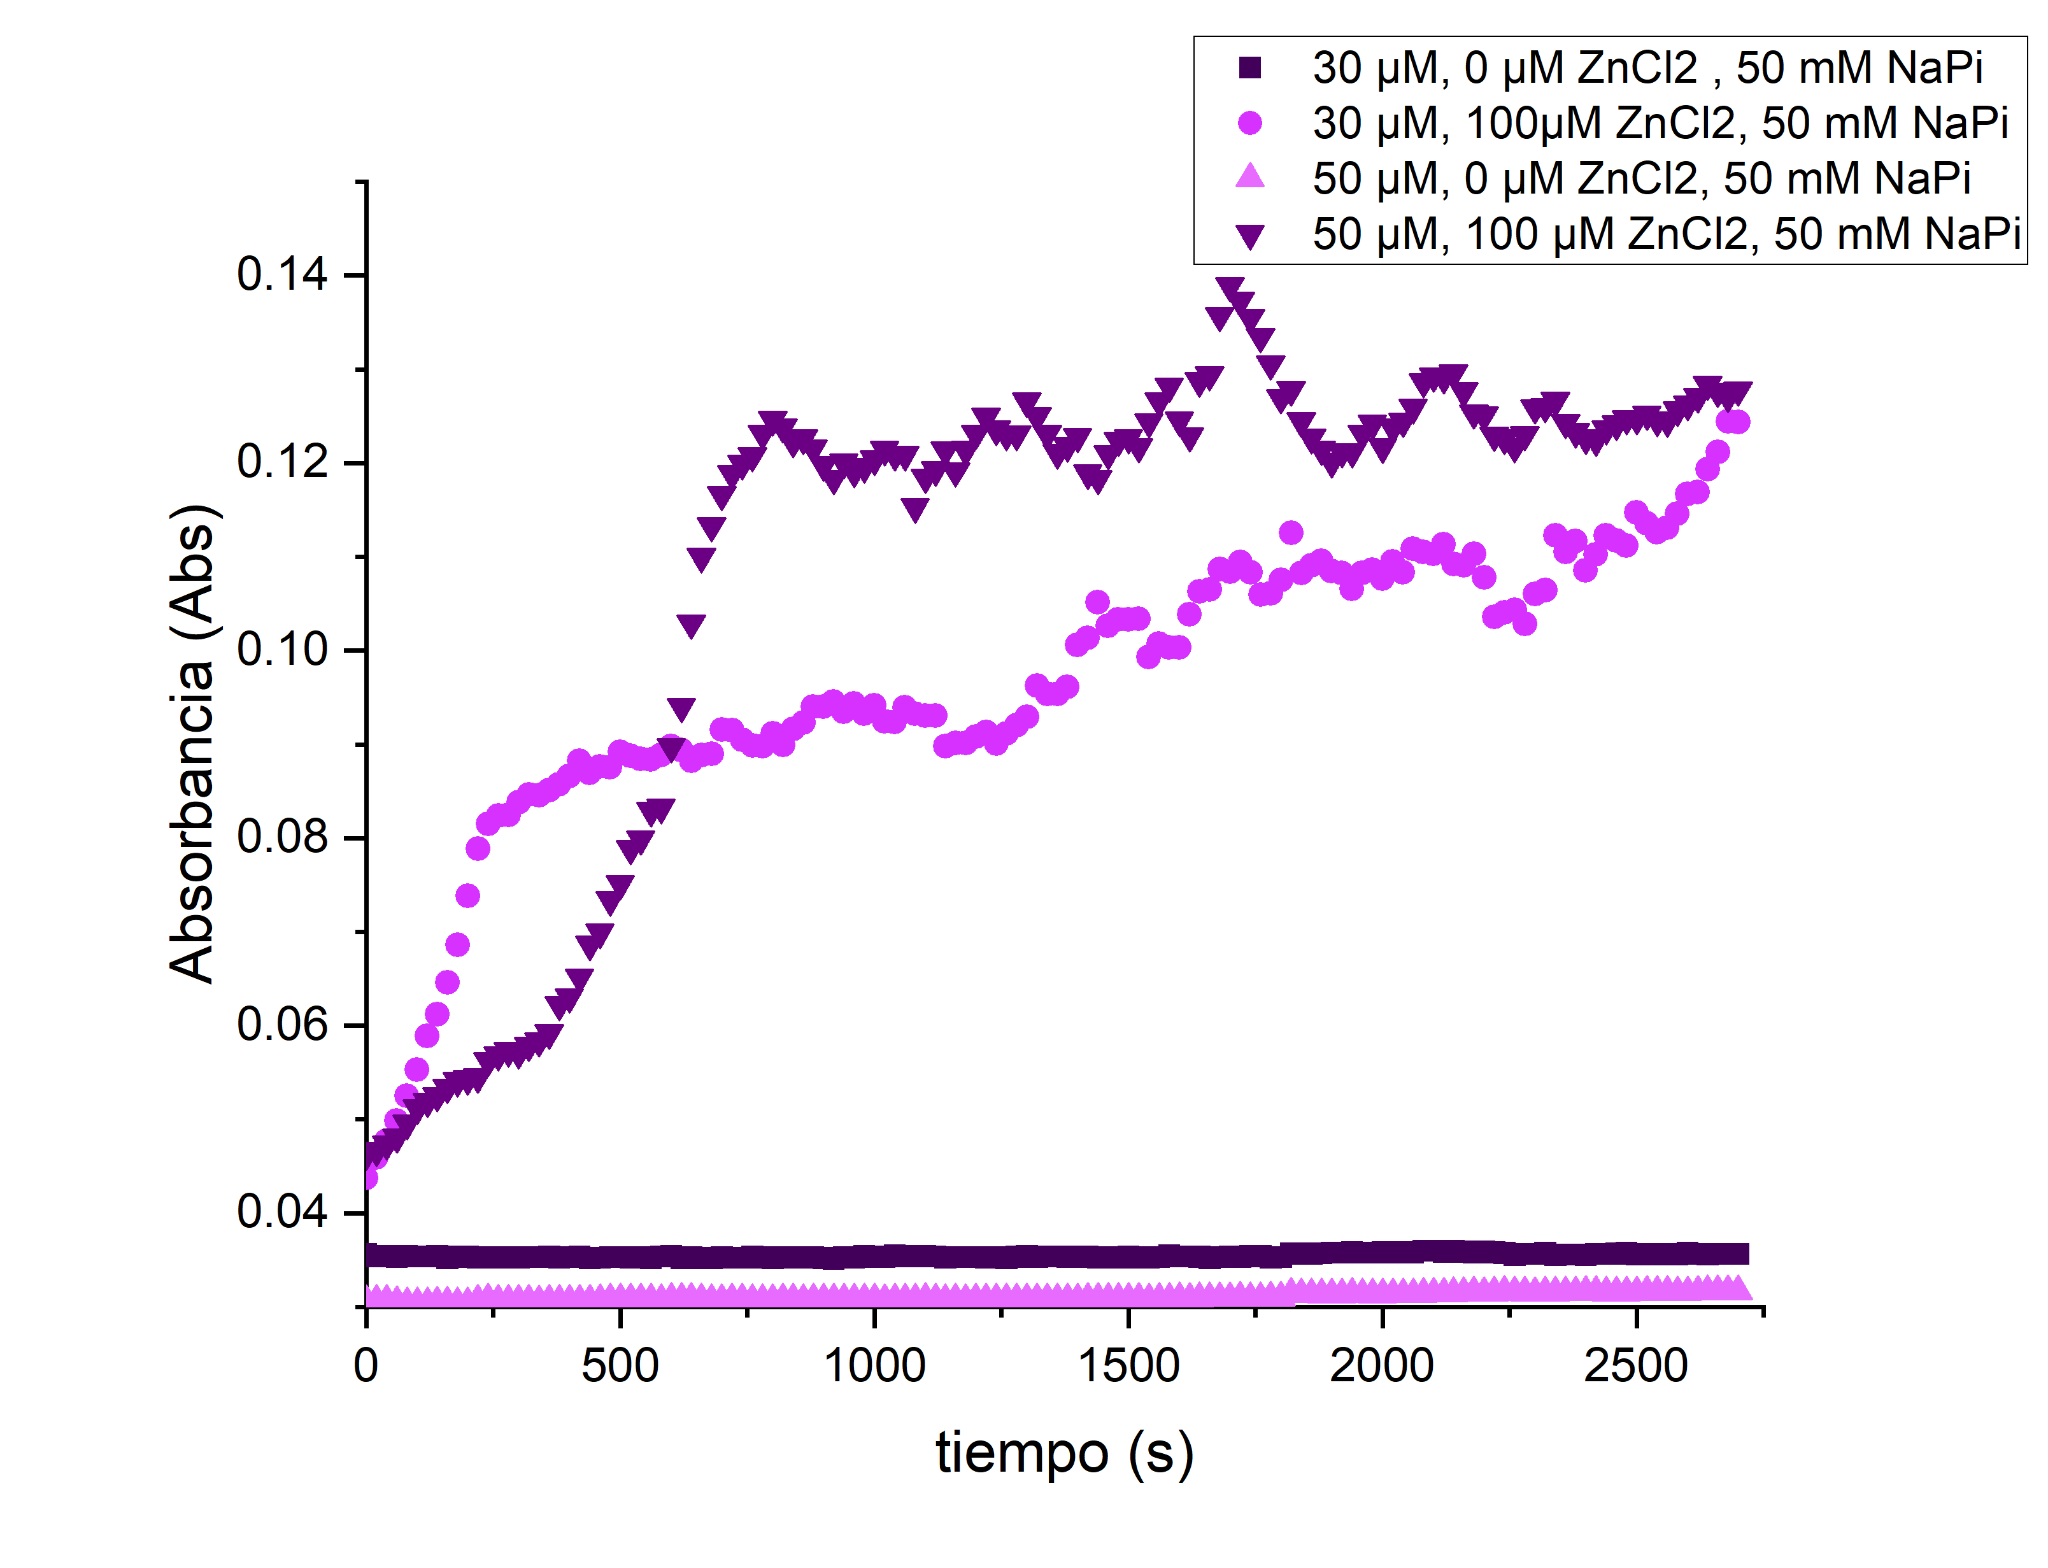 30 µM, 0 µM ZnCl2 , 50 mM NaPi
30 µM, 100µM ZnCl2, 50 mM NaPi
50 µM, 0 µM ZnCl2, 50 mM NaPi
50 µM, 100 µM ZnCl2, 50 mM NaPi
0.14
0.12
0.10
0.08
0.06
0.04
Absorbancia (Abs)
0 500 1000 1500 2000 2500
tiempo (s)